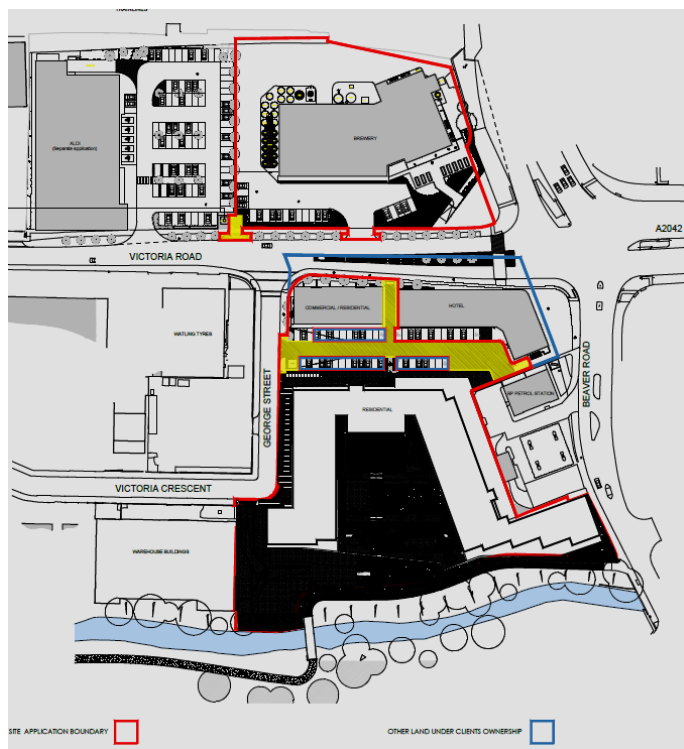 ALDI
(Separate application)
BREWERY
A2042
VICTORIA ROAD
COMMERCIAL / RESIDENTIAL
HOTEL
WATLING TYRES
GEORGE STREET
BEAVER ROAD
BP PETROL STATION
RESIDENTIAL
VICTORIA CRESCENT
WAREHOUSE BUILDINGS
SITE APPLICATION BOUNDARY
OTHER LAND UNDER CLIENTS OWNERSHIP